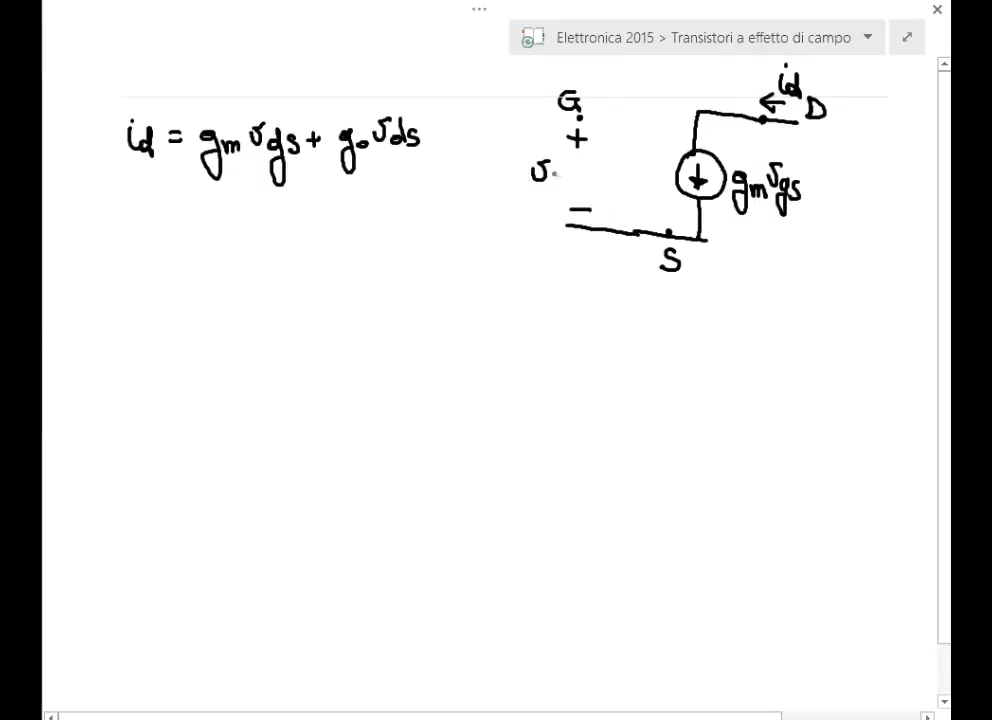 Elettronica 2015 > Transistori a effetto di campo
id = gm vgs + go vds
G
+
v
-
id
D
gm vgs
S